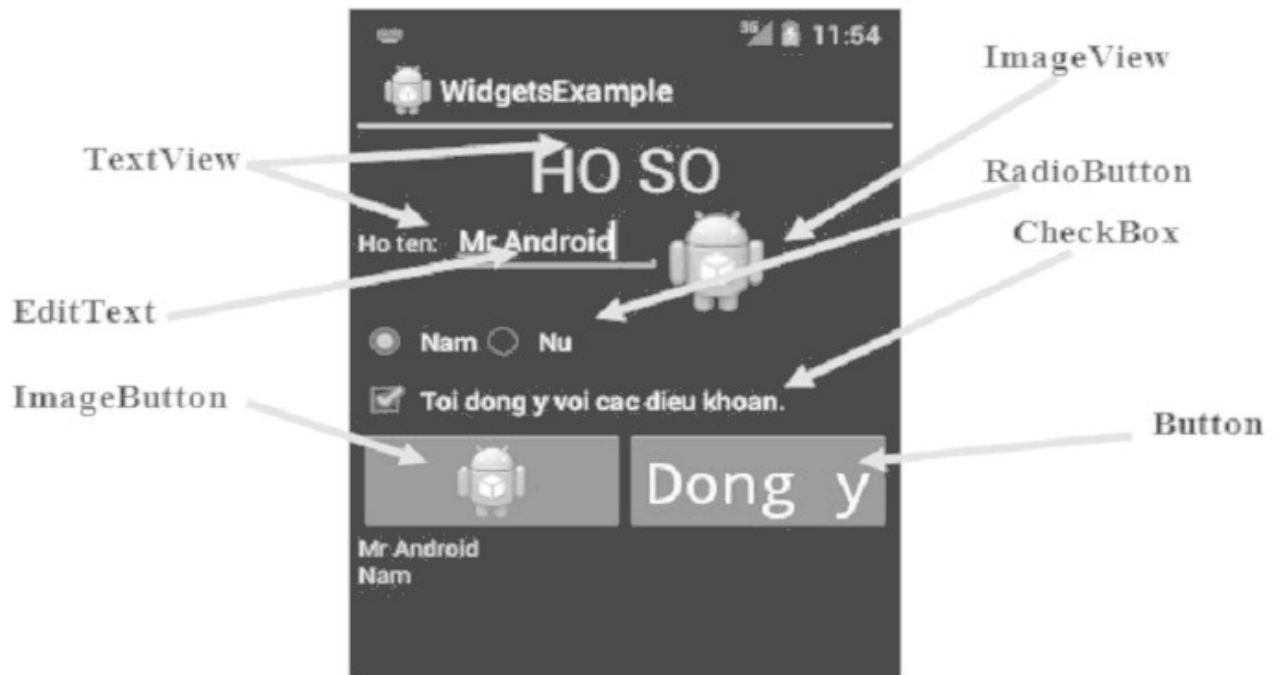 3G 11:54
ImageView
WidgetsExample
TextView
HO SO
RadioButton
Ho ten: Mr Android
CheckBox
EditText
Nam Nu
ImageButton
Toi dong y voi cac dieu khoan.
Button
Dong y
Mr Android
Nam